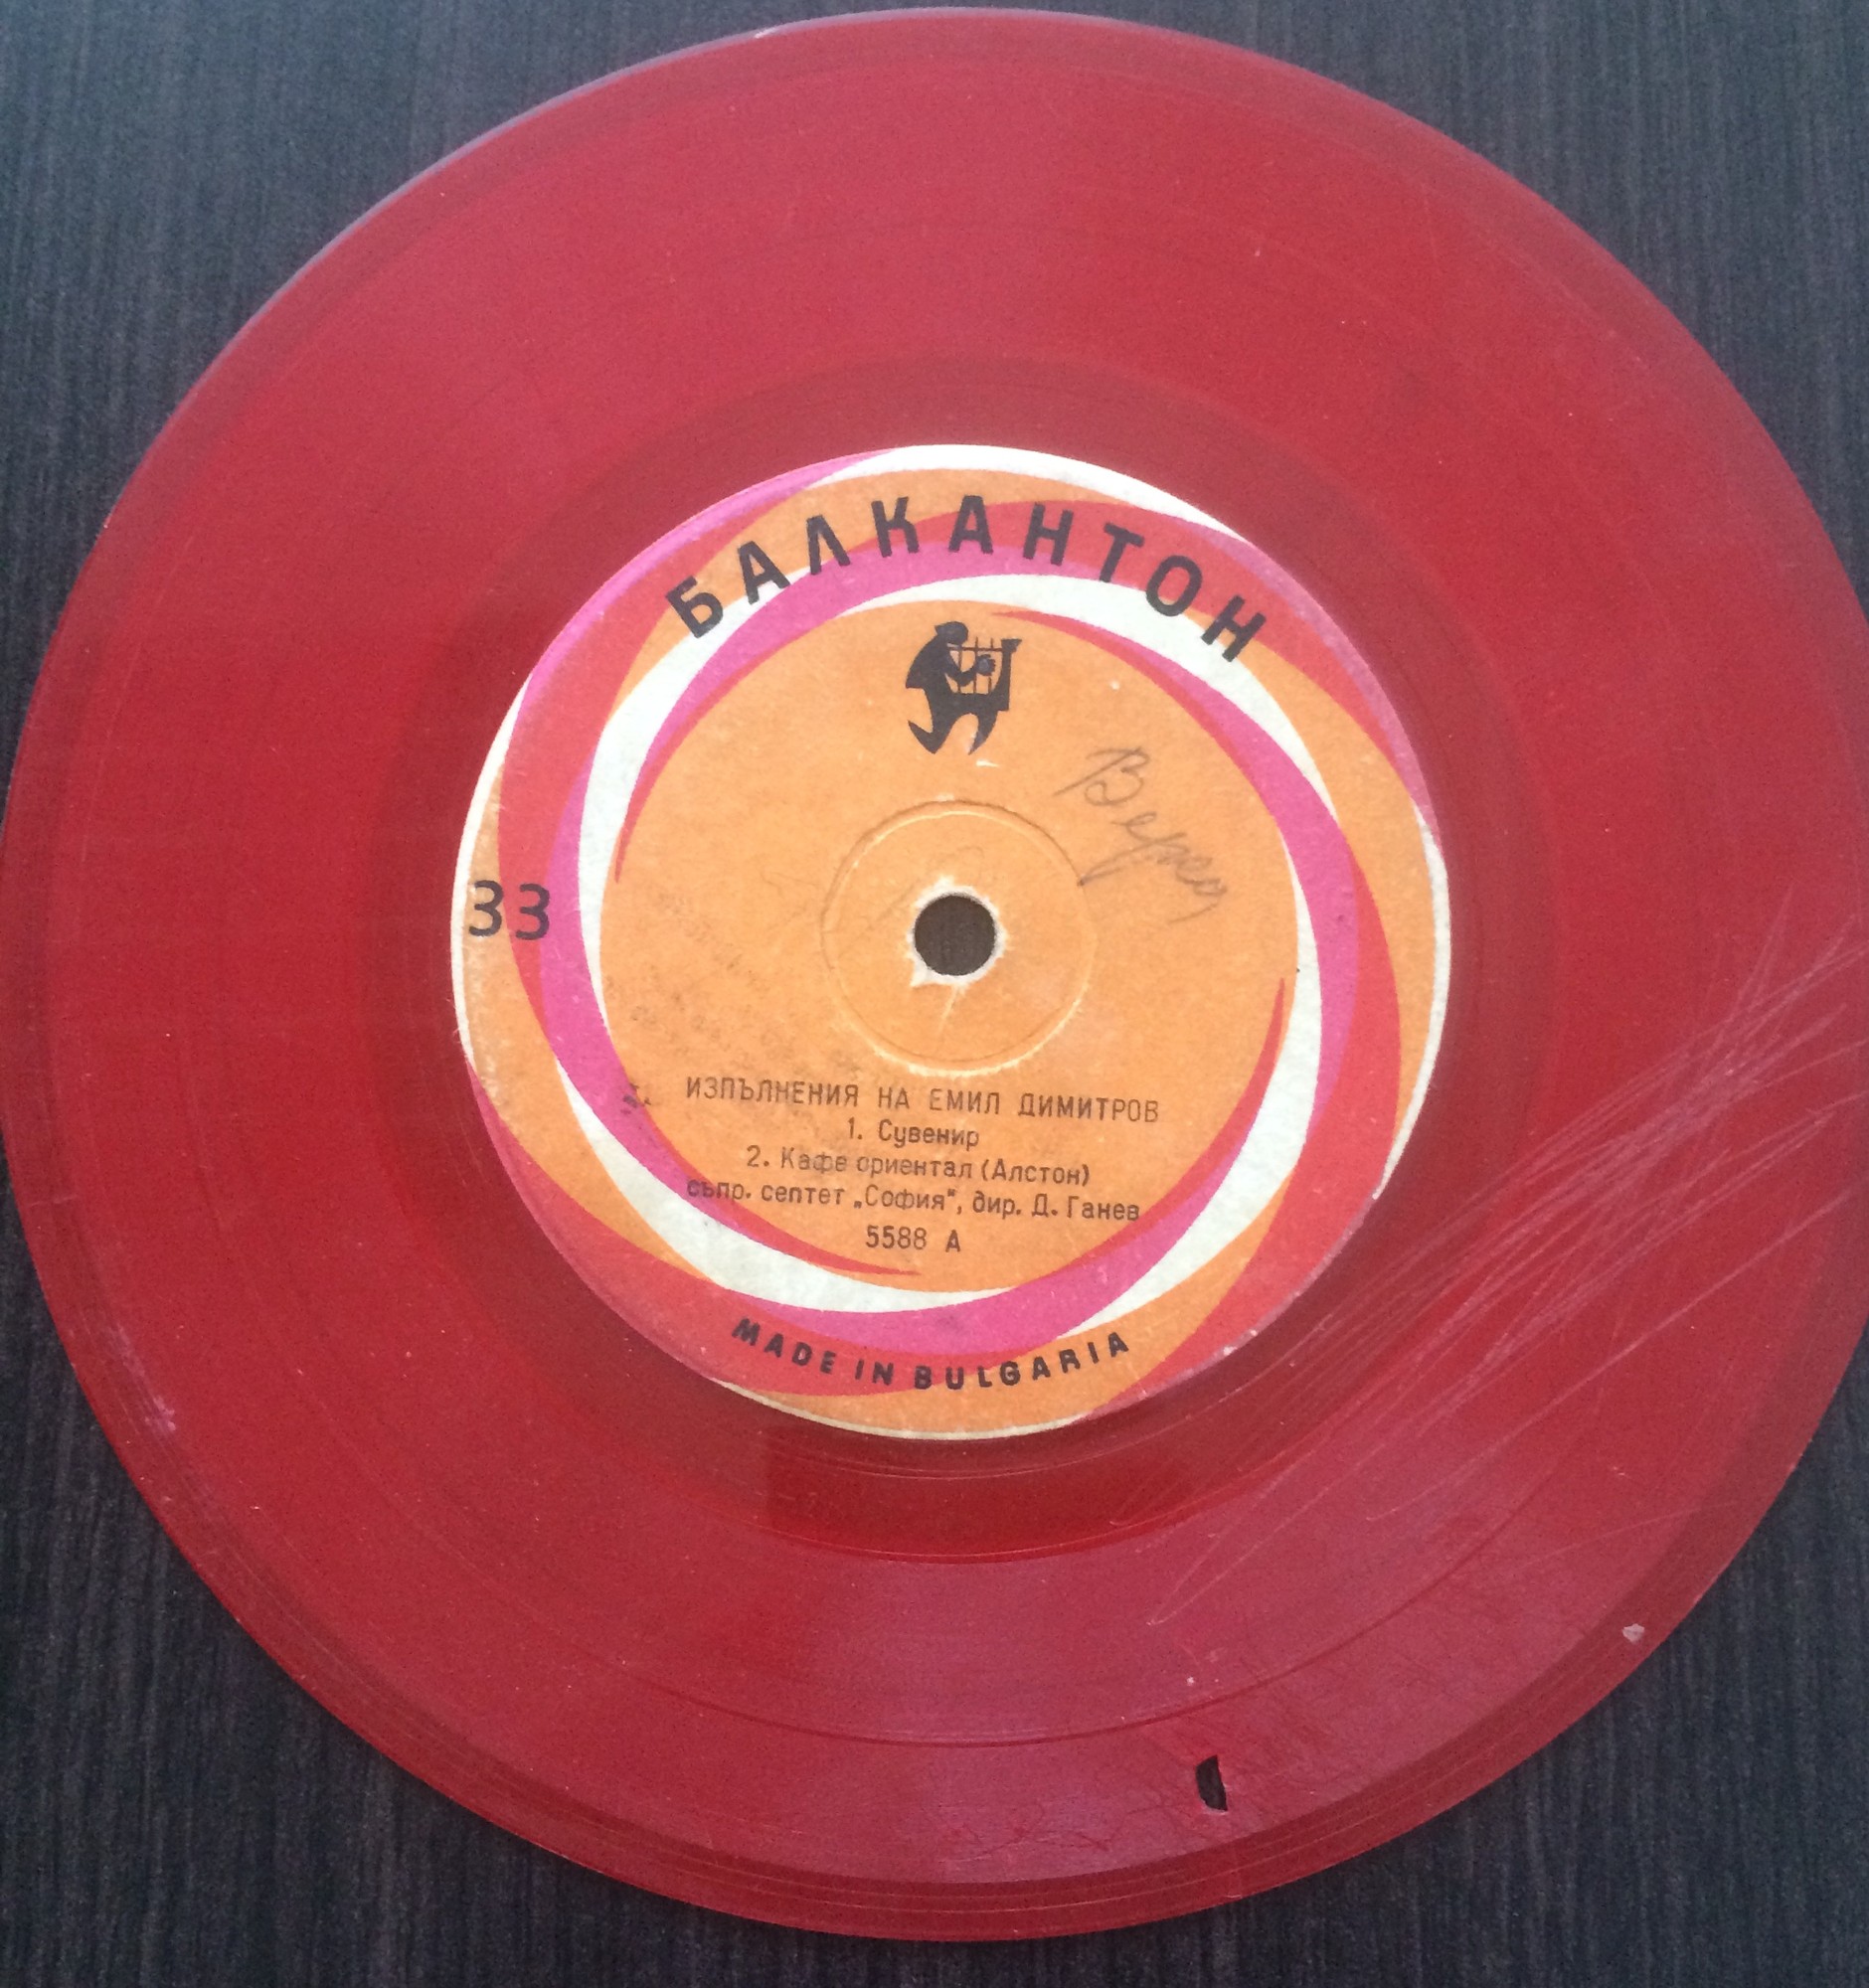 БАЛКАНТОН
Вера
33
ИЗПЪЛНЕНИЯ НА ЕМИЛ ДИМИТРОВ
1. Сувенир
2. Кафе ориентал (Алстон)
съпр. септет „София“, дир. Д. Ганев
5588 А
MADE IN BULGARIA